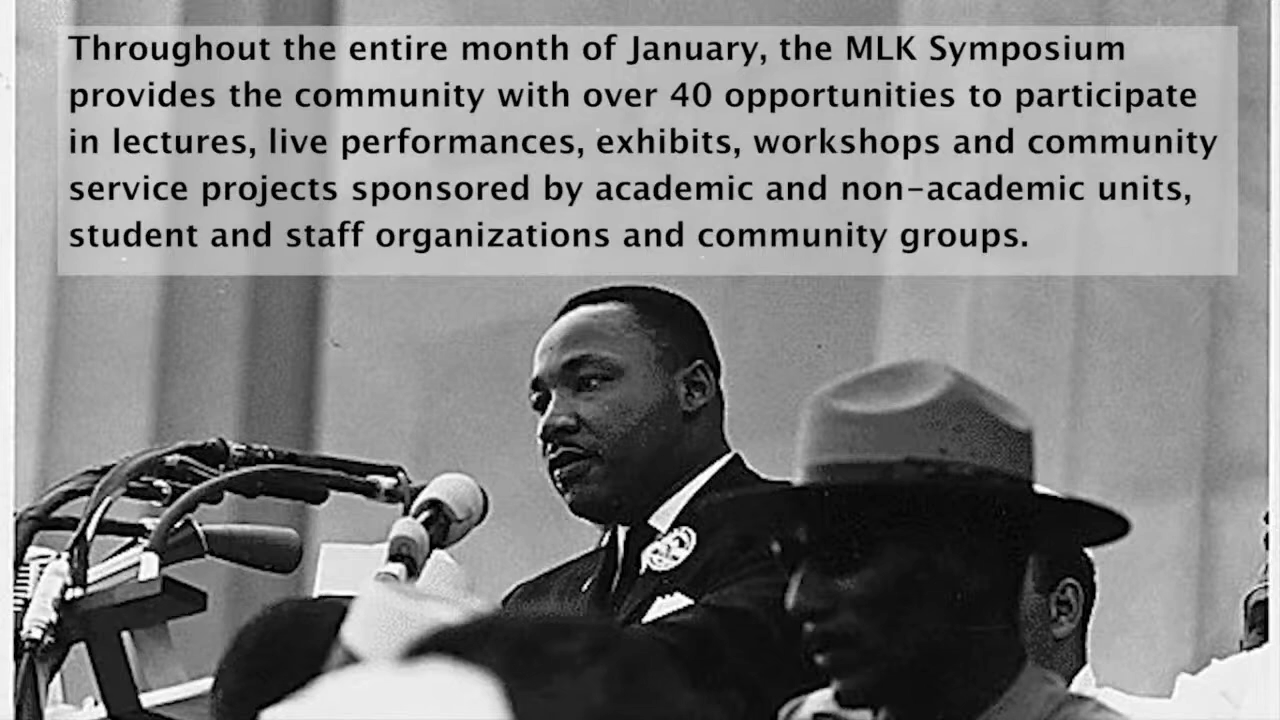 Throughout the entire month of January, the MLK Symposium
provides the community with over 40 opportunities to participate
in lectures, live performances, exhibits, workshops and community
service projects sponsored by academic and non-academic units,
student and staff organizations and community groups.